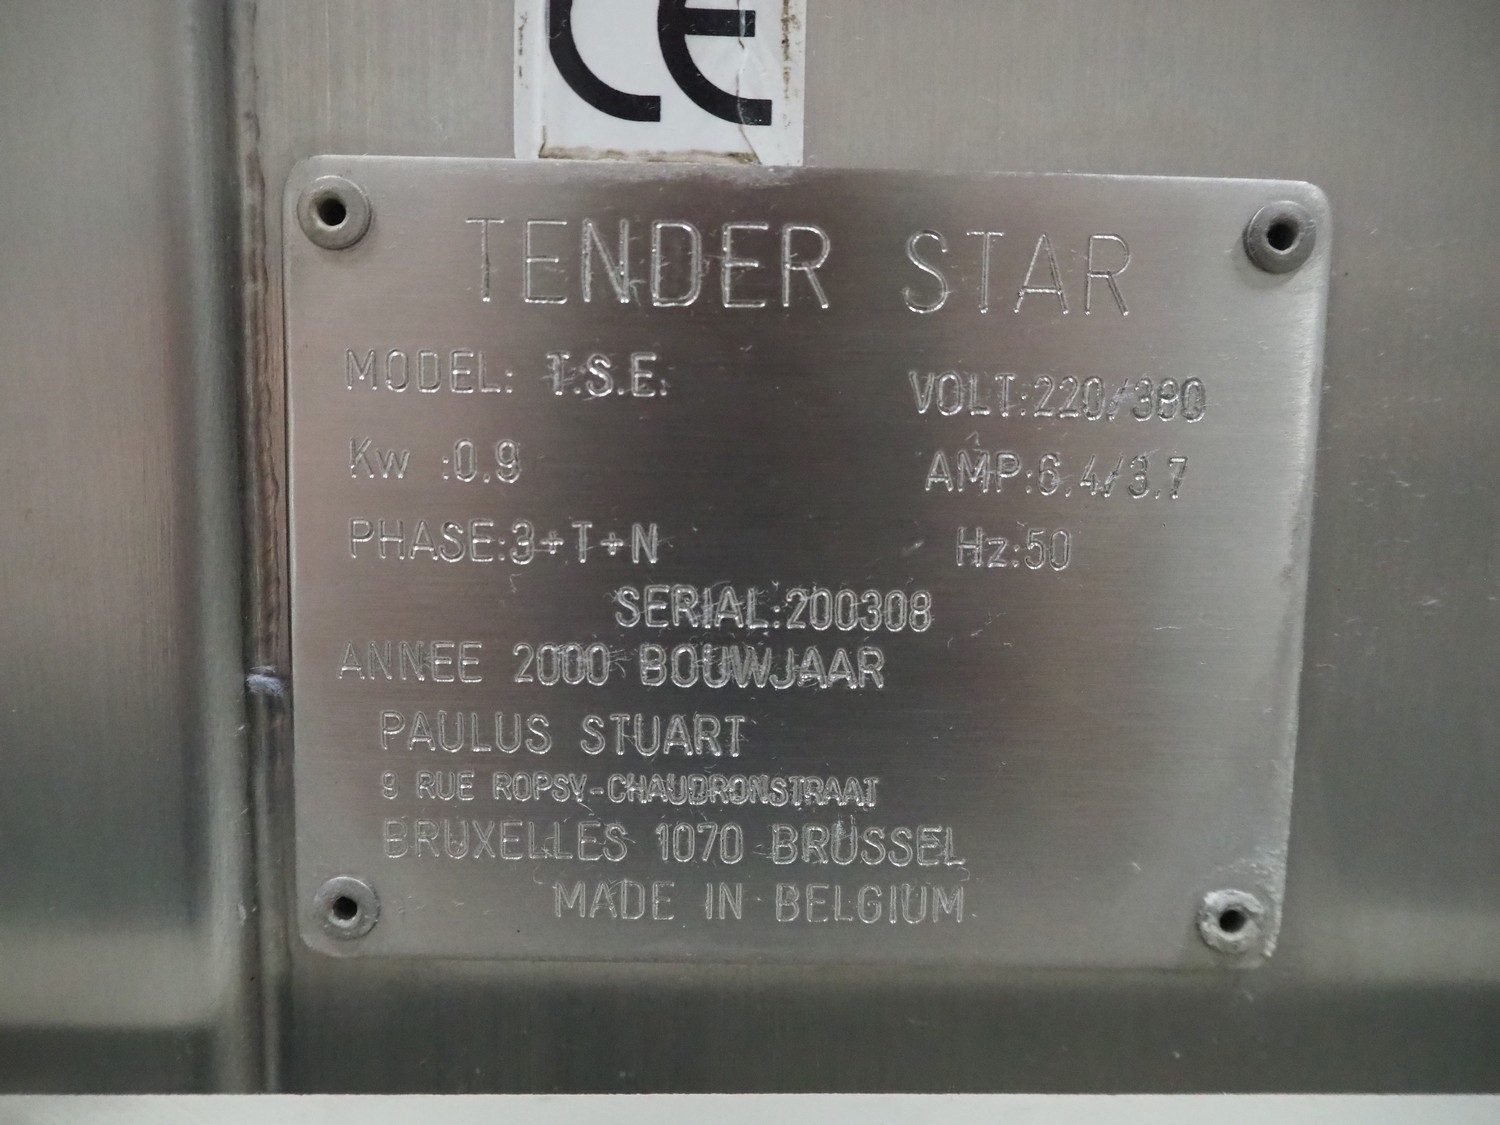 CE
TENDER STAR
MODEL: T.S.E. VOLT:220/380
Kw :0.9 AMP:6.4/3.7
PHASE:3+T+N Hz:50
SERIAL:200308
ANNEE 2000 BOUWJAAR
PAULUS STUART
9 RUE ROPSY-CHAUDRONSTRAAT
BRUXELLES 1070 BRUSSEL
MADE IN BELGIUM